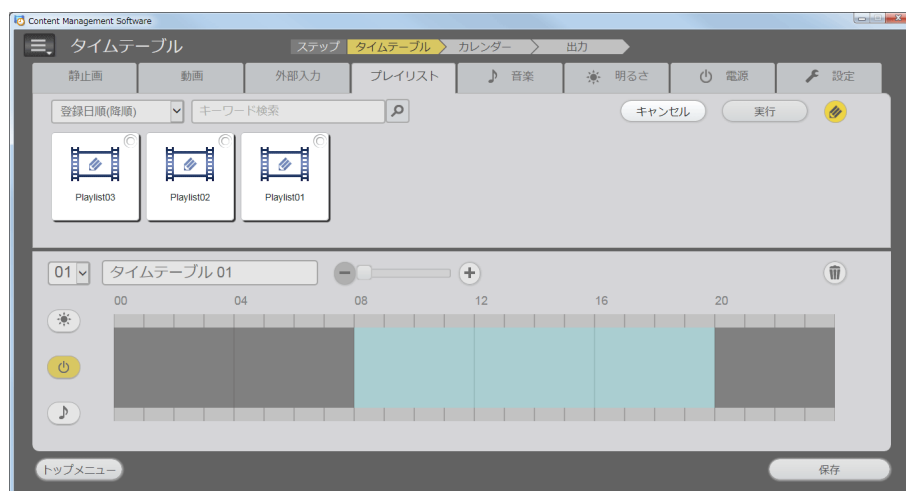 Content Management Software
タイムテーブル ステップ タイムテーブル カレンダー 出力
静止画 動画 外部入力 プレイリスト 音楽 明るさ 電源 設定
登録日順(降順) キーワード検索 キャンセル 実行
Playlist03 Playlist02 Playlist01
01 タイムテーブル 01
00 04 08 12 16 20
トップメニュー 保存